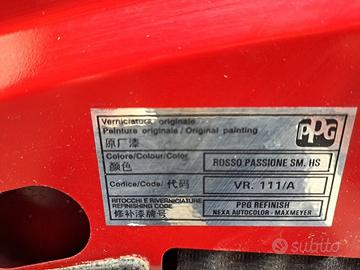 Verniciatura originale
Peinture originale/Original painting
原厂漆
PPG
Colore/Colour/Color
颜色
ROSSO PASSIONE SM. HS
Codice/Code/代码
VR. 111/A
RITOCCHI E RIVERNICIATURE
REFINISHING CODE
修补漆牌号
PPG REFINISH
NEXA AUTOCOLOR - MAXMEYER
subito